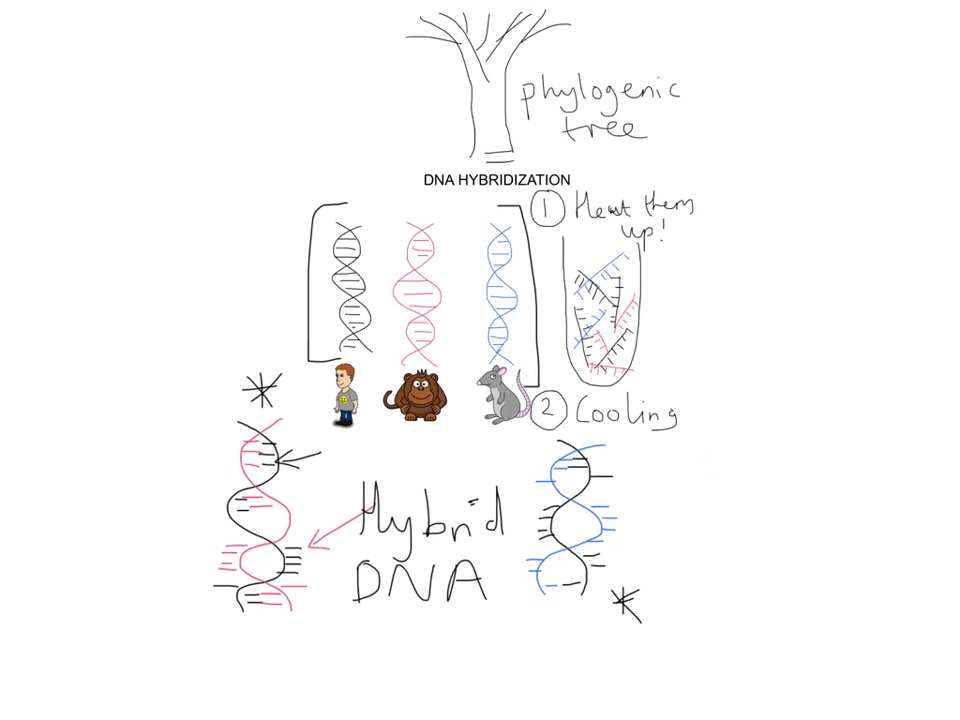 phylogenic
tree
DNA HYBRIDIZATION
1 Heat them
up!
2 Cooling
Hybrid
DNA